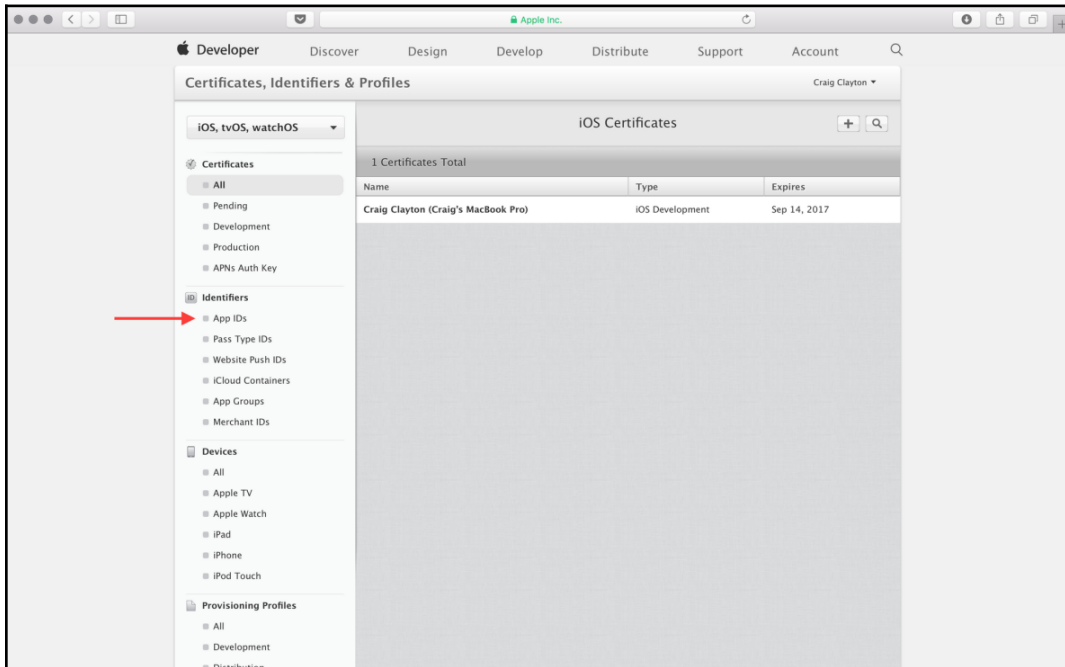 Apple Inc.
Developer Discover Design Develop Distribute Support Account
Certificates, Identifiers & Profiles
Craig Clayton
iOS, tvOS, watchOS
iOS Certificates
Certificates
1 Certificates Total
All
Name Type Expires
Pending
Craig Clayton (Craig's MacBook Pro) iOS Development Sep 14, 2017
Development
Production
APNs Auth Key
ID Identifiers
App IDs
Pass Type IDs
Website Push IDs
iCloud Containers
App Groups
Merchant IDs
Devices
All
Apple TV
Apple Watch
iPad
iPhone
iPod Touch
Provisioning Profiles
All
Development
Distribution